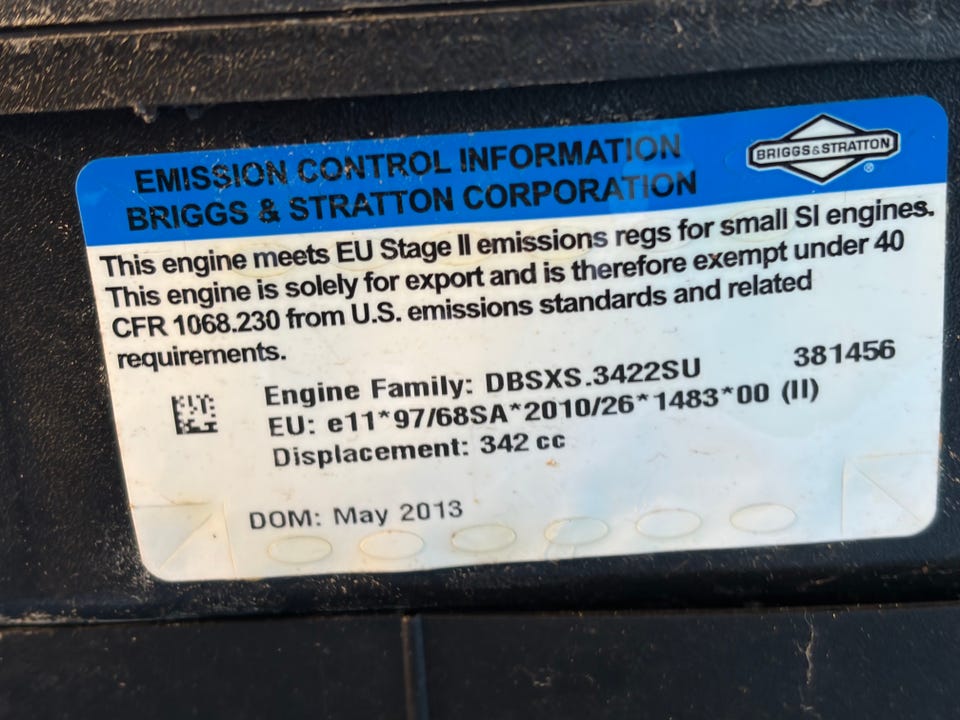 EMISSION CONTROL INFORMATION
BRIGGS & STRATTON CORPORATION
BRIGGS & STRATTON ®
This engine meets EU Stage II emissions regs for small SI engines.
This engine is solely for export and is therefore exempt under 40
CFR 1068.230 from U.S. emissions standards and related
requirements.
381456
Engine Family: DBSXS.3422SU
EU: e11*97/68SA*2010/26*1483*00 (II)
Displacement: 342 cc
DOM: May 2013